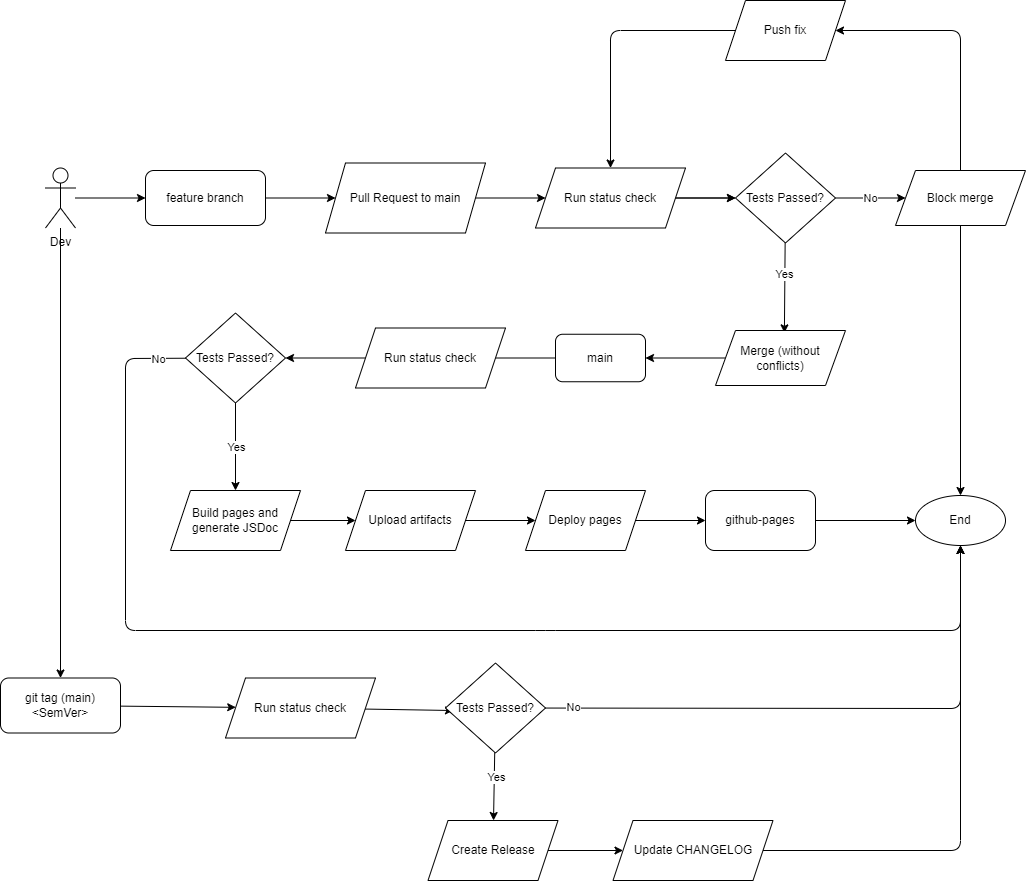 Push fix
Dev
feature branch
Pull Request to main
Run status check
Tests Passed?
No
Block merge
Yes
No
Tests Passed?
Run status check
main
Merge (without
conflicts)
Yes
Build pages and
generate JSDoc
Upload artifacts
Deploy pages
github-pages
End
git tag (main)
<SemVer>
Run status check
Tests Passed?
No
Yes
Create Release
Update CHANGELOG